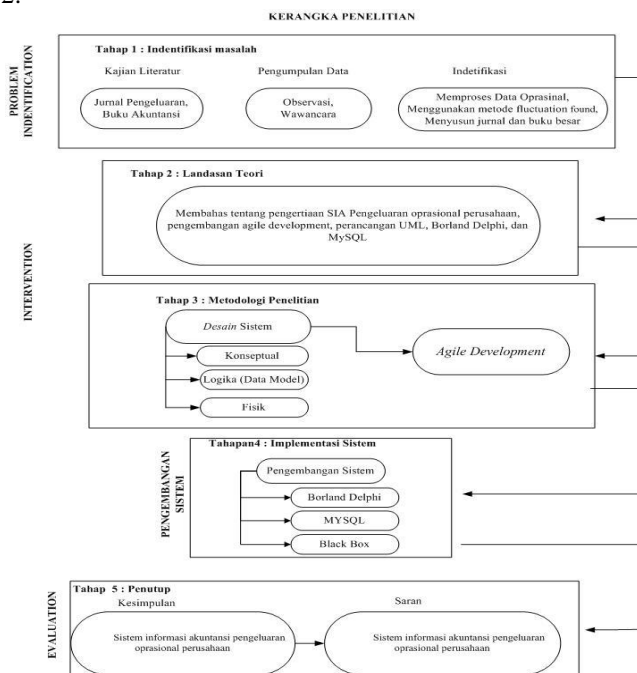 2.
KERANGKA PENELITIAN
PROBLEM
INDENTIFICATION
Tahap 1 : Indentifikasi masalah
Kajian Literatur
Pengumpulan Data
Indetifikasi
Jurnal Pengeluaran,
Buku Akuntansi
Observasi,
Wawancara
Memproses Data Oprasinal,
Menggunakan metode fluctuation found,
Menyusun jurnal dan buku besar
INTERVENTION
Tahap 2 : Landasan Teori
Membahas tentang pengertiaan SIA Pengeluaran oprasional perusahaan,
pengembangan agile development, perancangan UML, Borland Delphi, dan
MySQL
Tahap 3 : Metodologi Penelitian
Desain Sistem
Konseptual
Logika (Data Model)
Fisik
Agile Development
PENGEMBANGAN
SISTEM
Tahapan4 : Implementasi Sistem
Pengembangan Sistem
Borland Delphi
MYSQL
Black Box
EVALUATION
Tahap 5 : Penutup
Kesimpulan
Saran
Sistem informasi akuntansi pengeluaran
oprasional perusahaan
Sistem informasi akuntansi pengeluaran
oprasional perusahaan